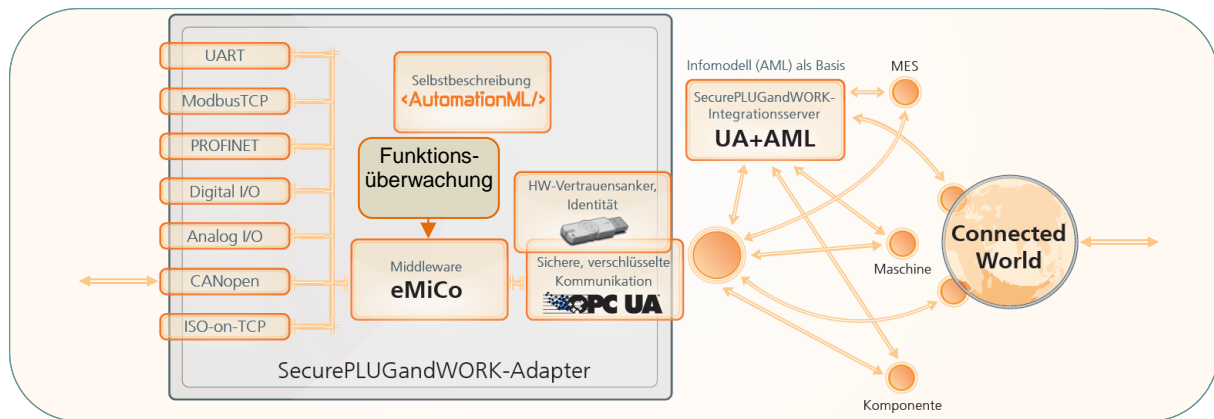 UART
ModbusTCP
PROFINET
Digital I/O
Analog I/O
CANopen
ISO-on-TCP
Selbstbeschreibung
<AutomationML/>
Funktions-
überwachung
HW-Vertrauensanker,
Identität
Middleware
eMiCo
Sichere, verschlüsselte
Kommunikation
OPC UA
SecurePLUGandWORK-Adapter
Infomodell (AML) als Basis
SecurePLUGandWORK-
Integrationsserver
UA+AML
MES
Maschine
Komponente
Connected
World